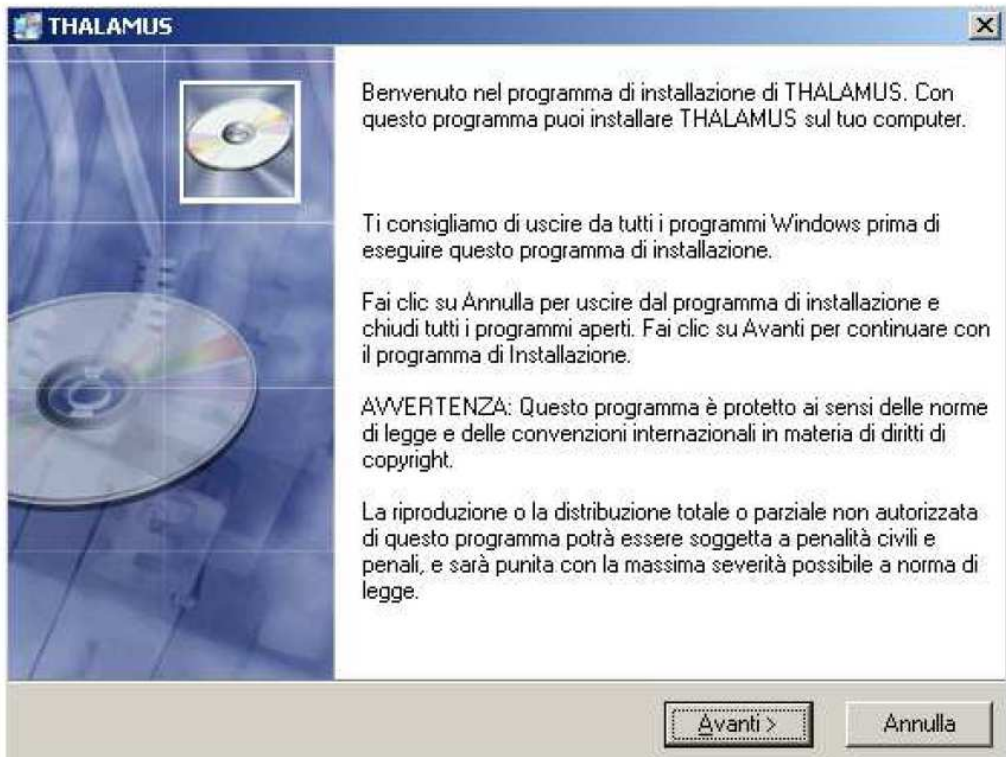 THALAMUS
Benvenuto nel programma di installazione di THALAMUS. Con
questo programma puoi installare THALAMUS sul tuo computer.
Ti consigliamo di uscire da tutti i programmi Windows prima di
eseguire questo programma di installazione.
Fai clic su Annulla per uscire dal programma di installazione e
chiudi tutti i programmi aperti. Fai clic su Avanti per continuare con
il programma di Installazione.
AVVERTENZA: Questo programma è protetto ai sensi delle norme
di legge e delle convenzioni internazionali in materia di diritti di
copyright.
La riproduzione o la distribuzione totale o parziale non autorizzata
di questo programma potrà essere soggetta a penalità civili e
penali, e sarà punita con la massima severità possibile a norma di
legge.
Avanti >
Annulla